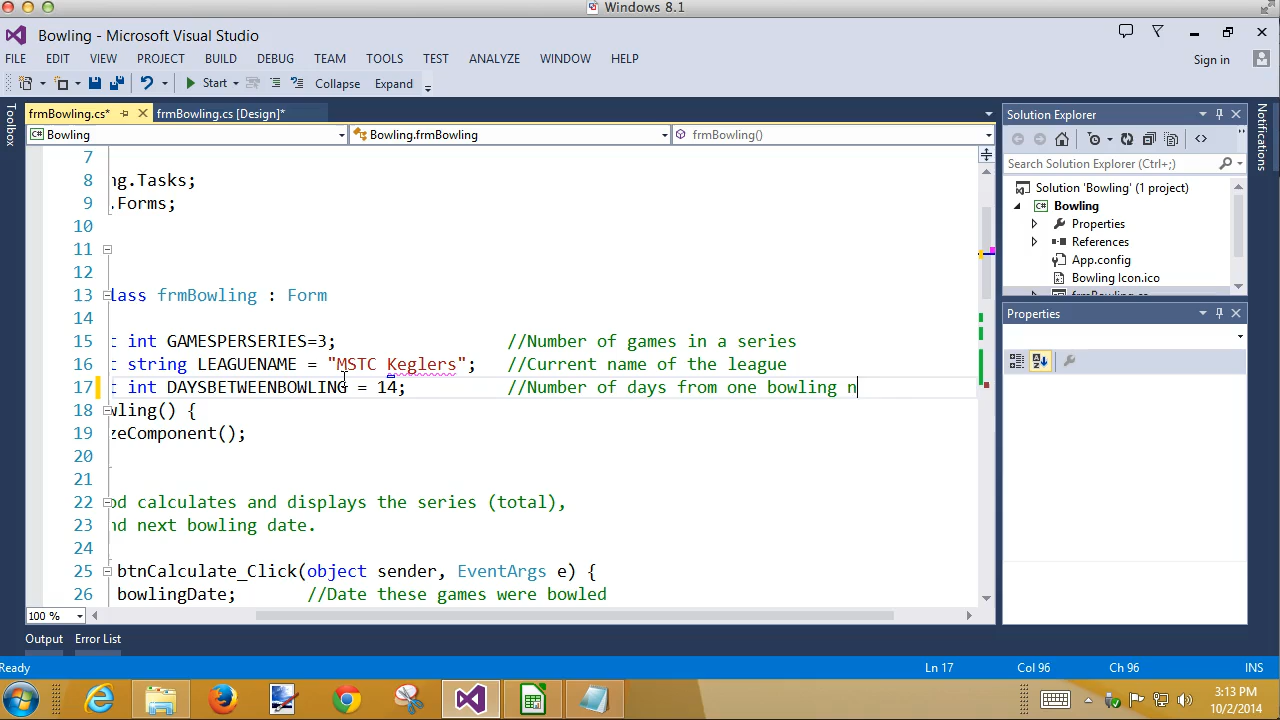 Windows 8.1
Bowling - Microsoft Visual Studio
FILE EDIT VIEW PROJECT BUILD DEBUG TEAM TOOLS TEST ANALYZE WINDOW HELP
Sign in
Start Collapse Expand
Toolbox
frmBowling.cs* frmBowling.cs [Design]*
Bowling Bowling.frmBowling frmBowling()
7
8 ng.Tasks;
9 .Forms;
10
11
12
13 lass frmBowling : Form
14
15 t int GAMESPERSERIES=3; //Number of games in a series
16 t string LEAGUENAME = "MSTC Keglers"; //Current name of the league
17 t int DAYSBETWEENBOWLING = 14; //Number of days from one bowling n
18 wling() {
19 zeComponent();
20
21
22 od calculates and displays the series (total),
23 nd next bowling date.
24
25 btnCalculate_Click(object sender, EventArgs e) {
26 bowlingDate; //Date these games were bowled
100 %
Solution Explorer
Search Solution Explorer (Ctrl+;)
Solution 'Bowling' (1 project)
Bowling
Properties
References
App.config
Bowling Icon.ico
frmBowling.cs
Properties
Notifications
Output Error List
Ready Ln 17 Col 96 Ch 96 INS
3:13 PM
10/2/2014